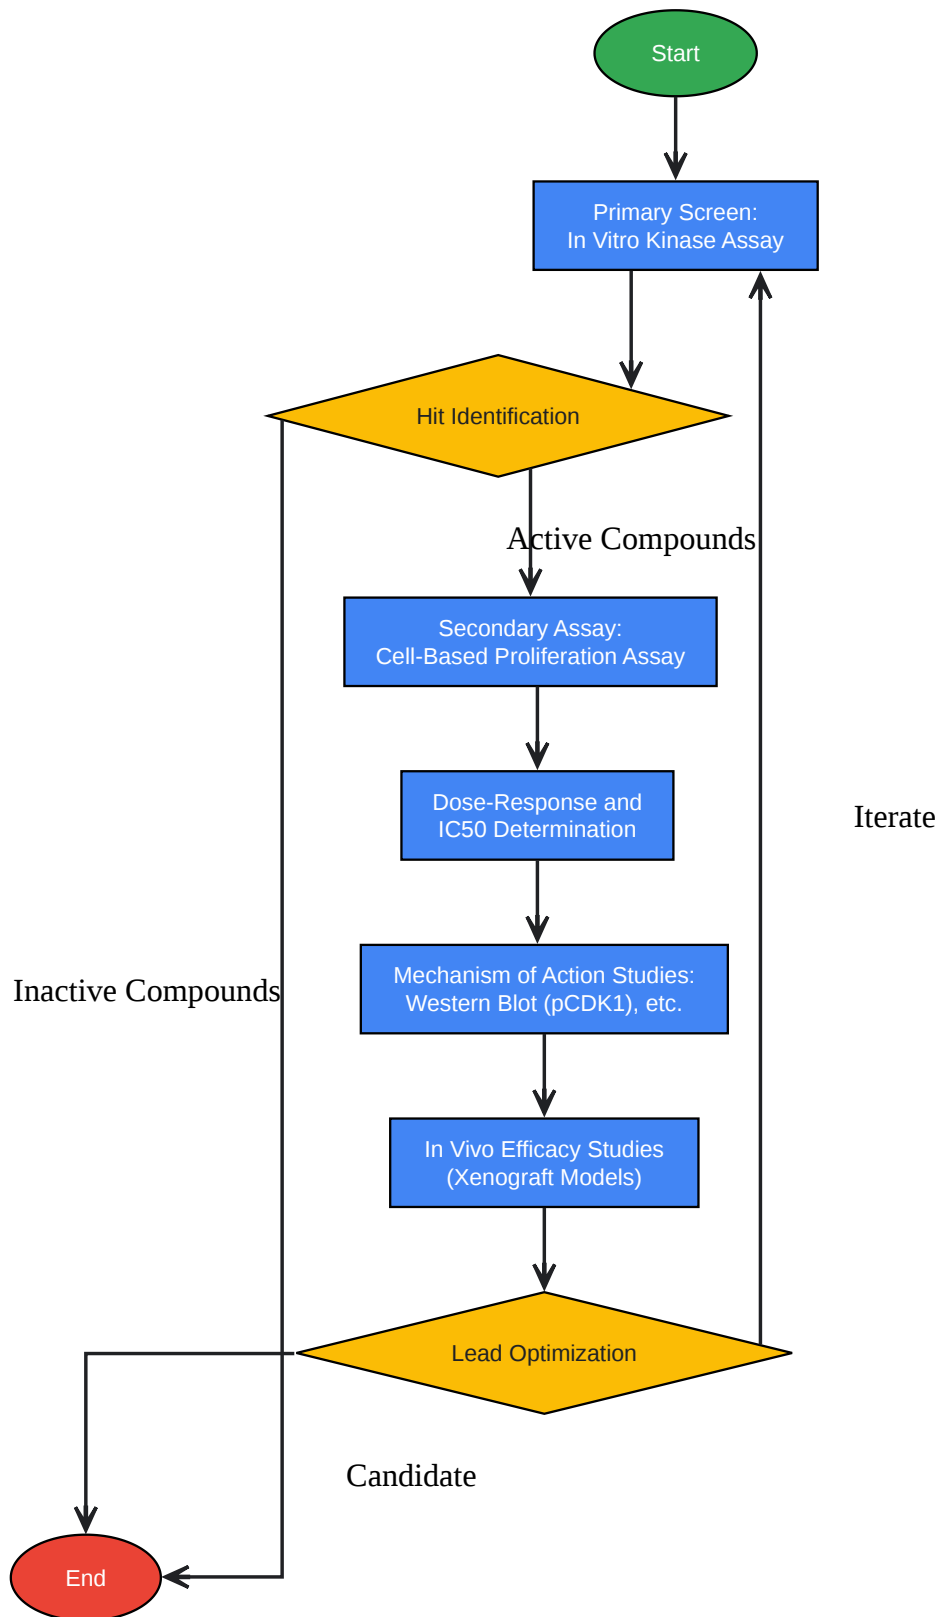 Start
Primary Screen:
In Vitro Kinase Assay
Hit Identification
Active Compounds
Secondary Assay:
Cell-Based Proliferation Assay
Dose-Response and
IC50 Determination
Iterate
Mechanism of Action Studies:
Western Blot (pCDK1), etc.
Inactive Compounds
In Vivo Efficacy Studies
(Xenograft Models)
Lead Optimization
Candidate
End